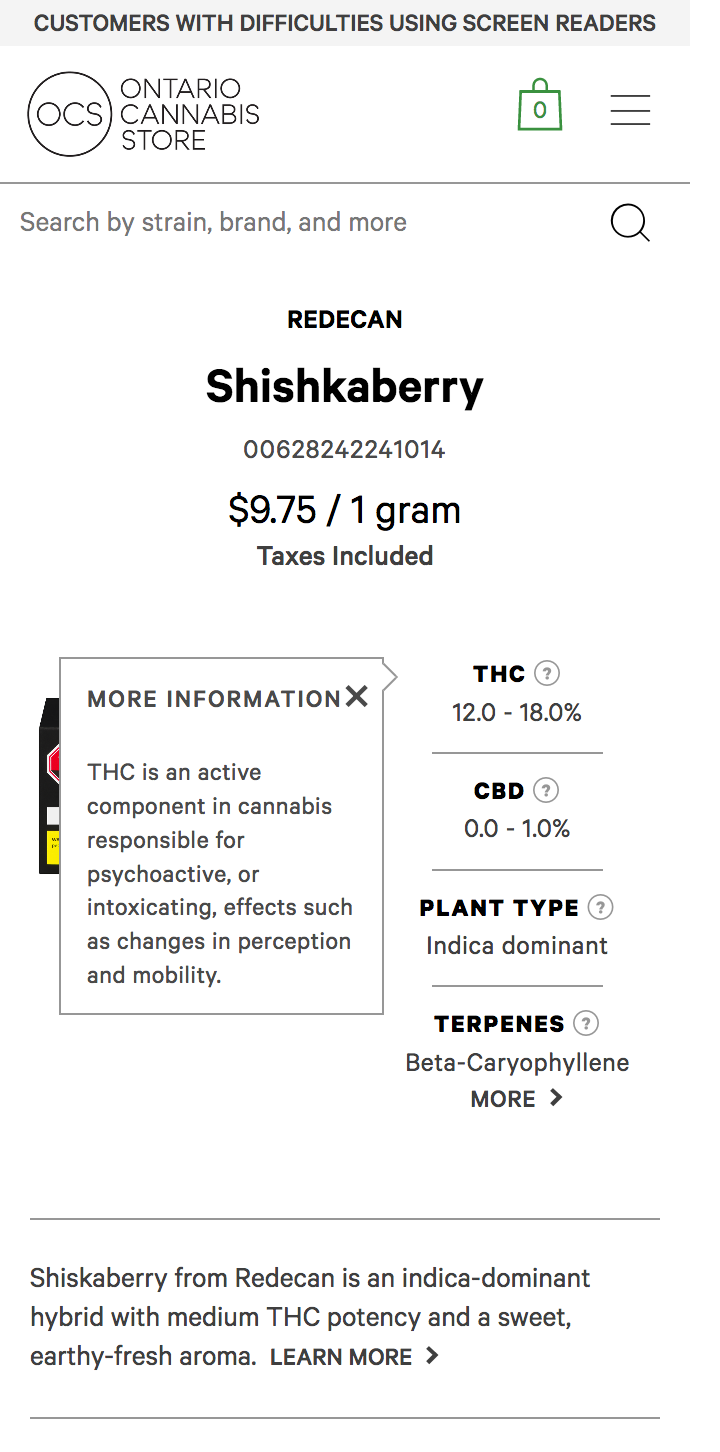 CUSTOMERS WITH DIFFICULTIES USING SCREEN READERS
OCS
ONTARIO
CANNABIS
STORE
0
Search by strain, brand, and more
REDECAN
Shishkaberry
00628242241014
$9.75 / 1 gram
Taxes Included
MORE INFORMATION
THC is an active
component in cannabis
responsible for
psychoactive, or
intoxicating, effects such
as changes in perception
and mobility.
THC ?
12.0 - 18.0%
CBD ?
0.0 - 1.0%
PLANT TYPE ?
Indica dominant
TERPENES ?
Beta-Caryophyllene
MORE
Shiskaberry from Redecan is an indica-dominant
hybrid with medium THC potency and a sweet,
earthy-fresh aroma. LEARN MORE